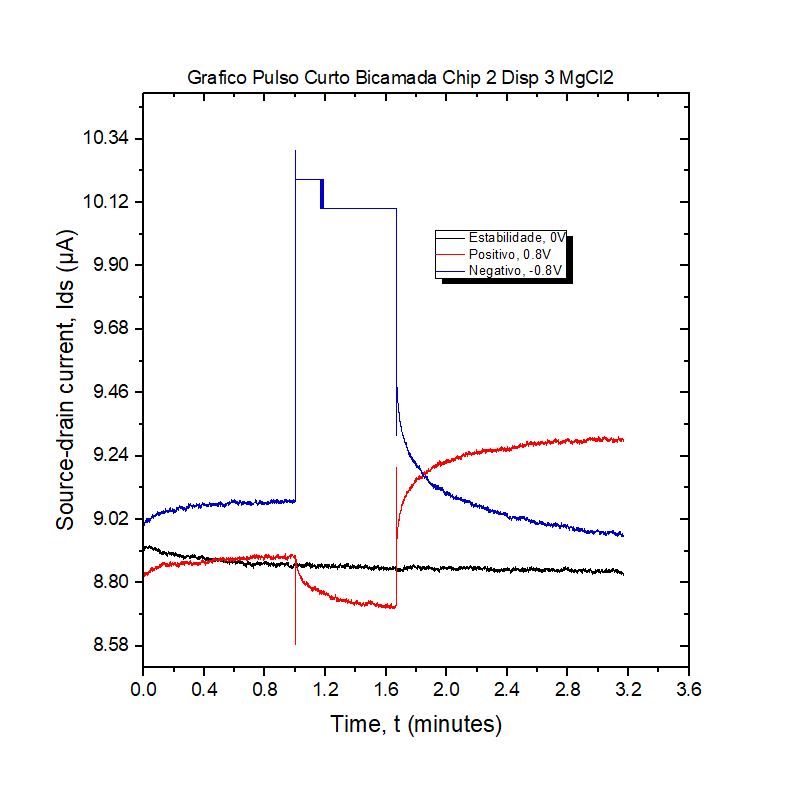 Grafico Pulso Curto Bicamada Chip 2 Disp 3 MgCl2
10.34
10.12
9.90
9.68
9.46
9.24
9.02
8.80
8.58
Source-drain current, Ids (µA)
Estabilidade, 0V
Positivo, 0.8V
Negativo, -0.8V
0.0 0.4 0.8 1.2 1.6 2.0 2.4 2.8 3.2 3.6
Time, t (minutes)